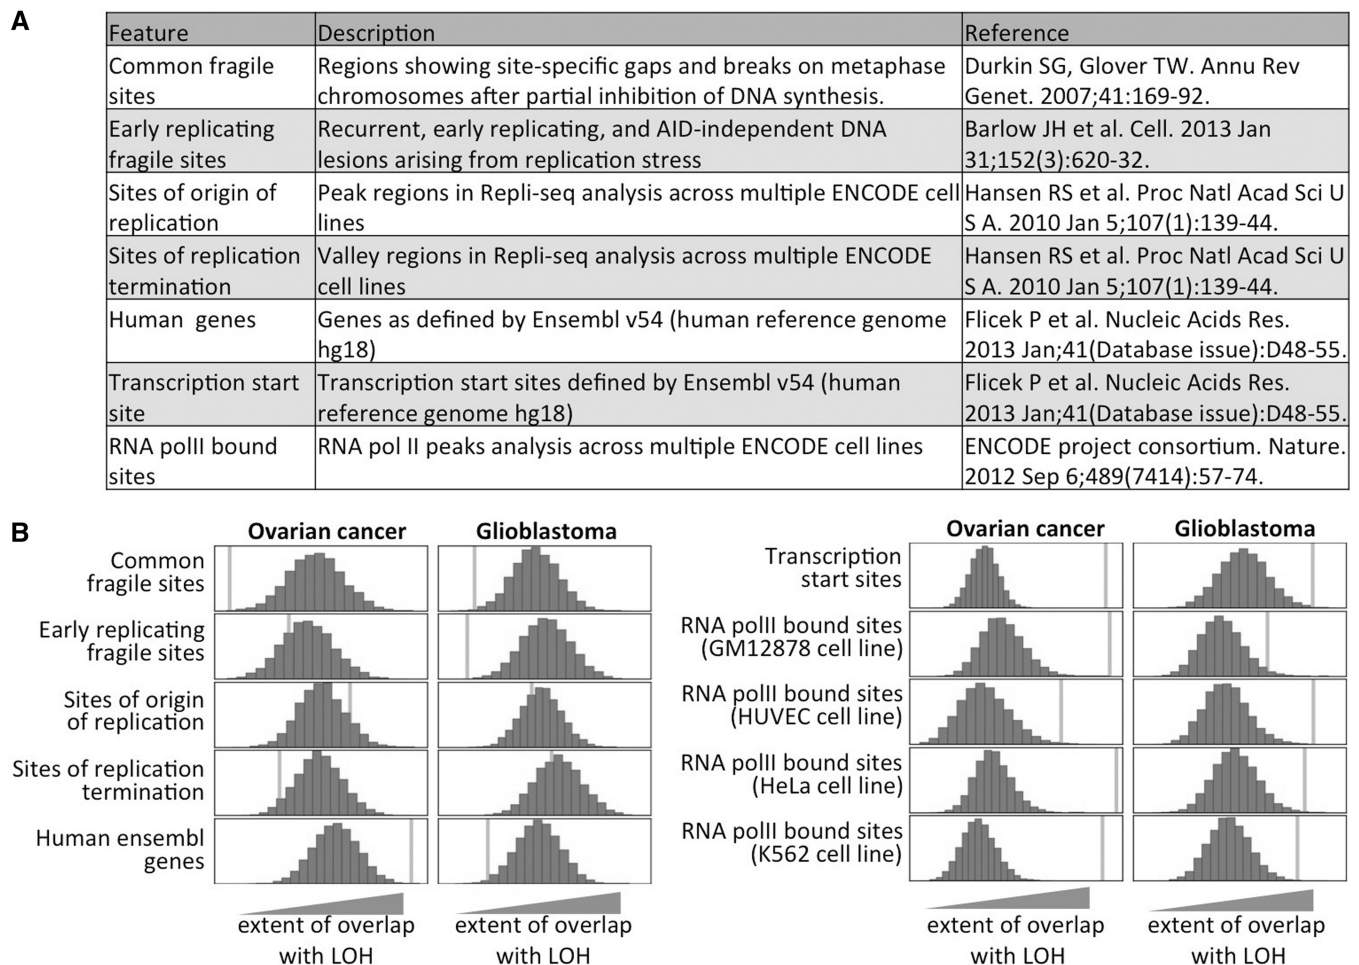 A
Feature Description Reference
Common fragile sites
Regions showing site-specific gaps and breaks on metaphase
chromosomes after partial inhibition of DNA synthesis.
Durkin SG, Glover TW. Annu Rev
Genet. 2007;41:169-92.
Early replicating
fragile sites
Recurrent, early replicating, and AID-independent DNA
lesions arising from replication stress
Barlow JH et al. Cell. 2013 Jan
31;152(3):620-32.
Sites of origin of
replication
Peak regions in Repli-seq analysis across multiple ENCODE cell
lines
Hansen RS et al. Proc Natl Acad Sci U
S A. 2010 Jan 5;107(1):139-44.
Sites of replication
termination
Valley regions in Repli-seq analysis across multiple ENCODE
cell lines
Hansen RS et al. Proc Natl Acad Sci U
S A. 2010 Jan 5;107(1):139-44.
Human genes
Genes as defined by Ensembl v54 (human reference genome
hg18)
Flicek P et al. Nucleic Acids Res.
2013 Jan;41(Database issue):D48-55.
Transcription start
site
Transcription start sites defined by Ensembl v54 (human
reference genome hg18)
Flicek P et al. Nucleic Acids Res.
2013 Jan;41(Database issue):D48-55.
RNA polII bound
sites
RNA pol II peaks analysis across multiple ENCODE cell lines
ENCODE project consortium. Nature.
2012 Sep 6;489(7414):57-74.
B
Ovarian cancer Glioblastoma
Common
fragile sites
Early replicating
fragile sites
Sites of origin
of replication
Sites of replication
termination
Human ensembl
genes
extent of overlap
with LOH
extent of overlap
with LOH
Ovarian cancer Glioblastoma
Transcription
start sites
RNA polII bound sites
(GM12878 cell line)
RNA polII bound sites
(HUVEC cell line)
RNA polII bound sites
(HeLa cell line)
RNA polII bound sites
(K562 cell line)
extent of overlap
with LOH
extent of overlap
with LOH